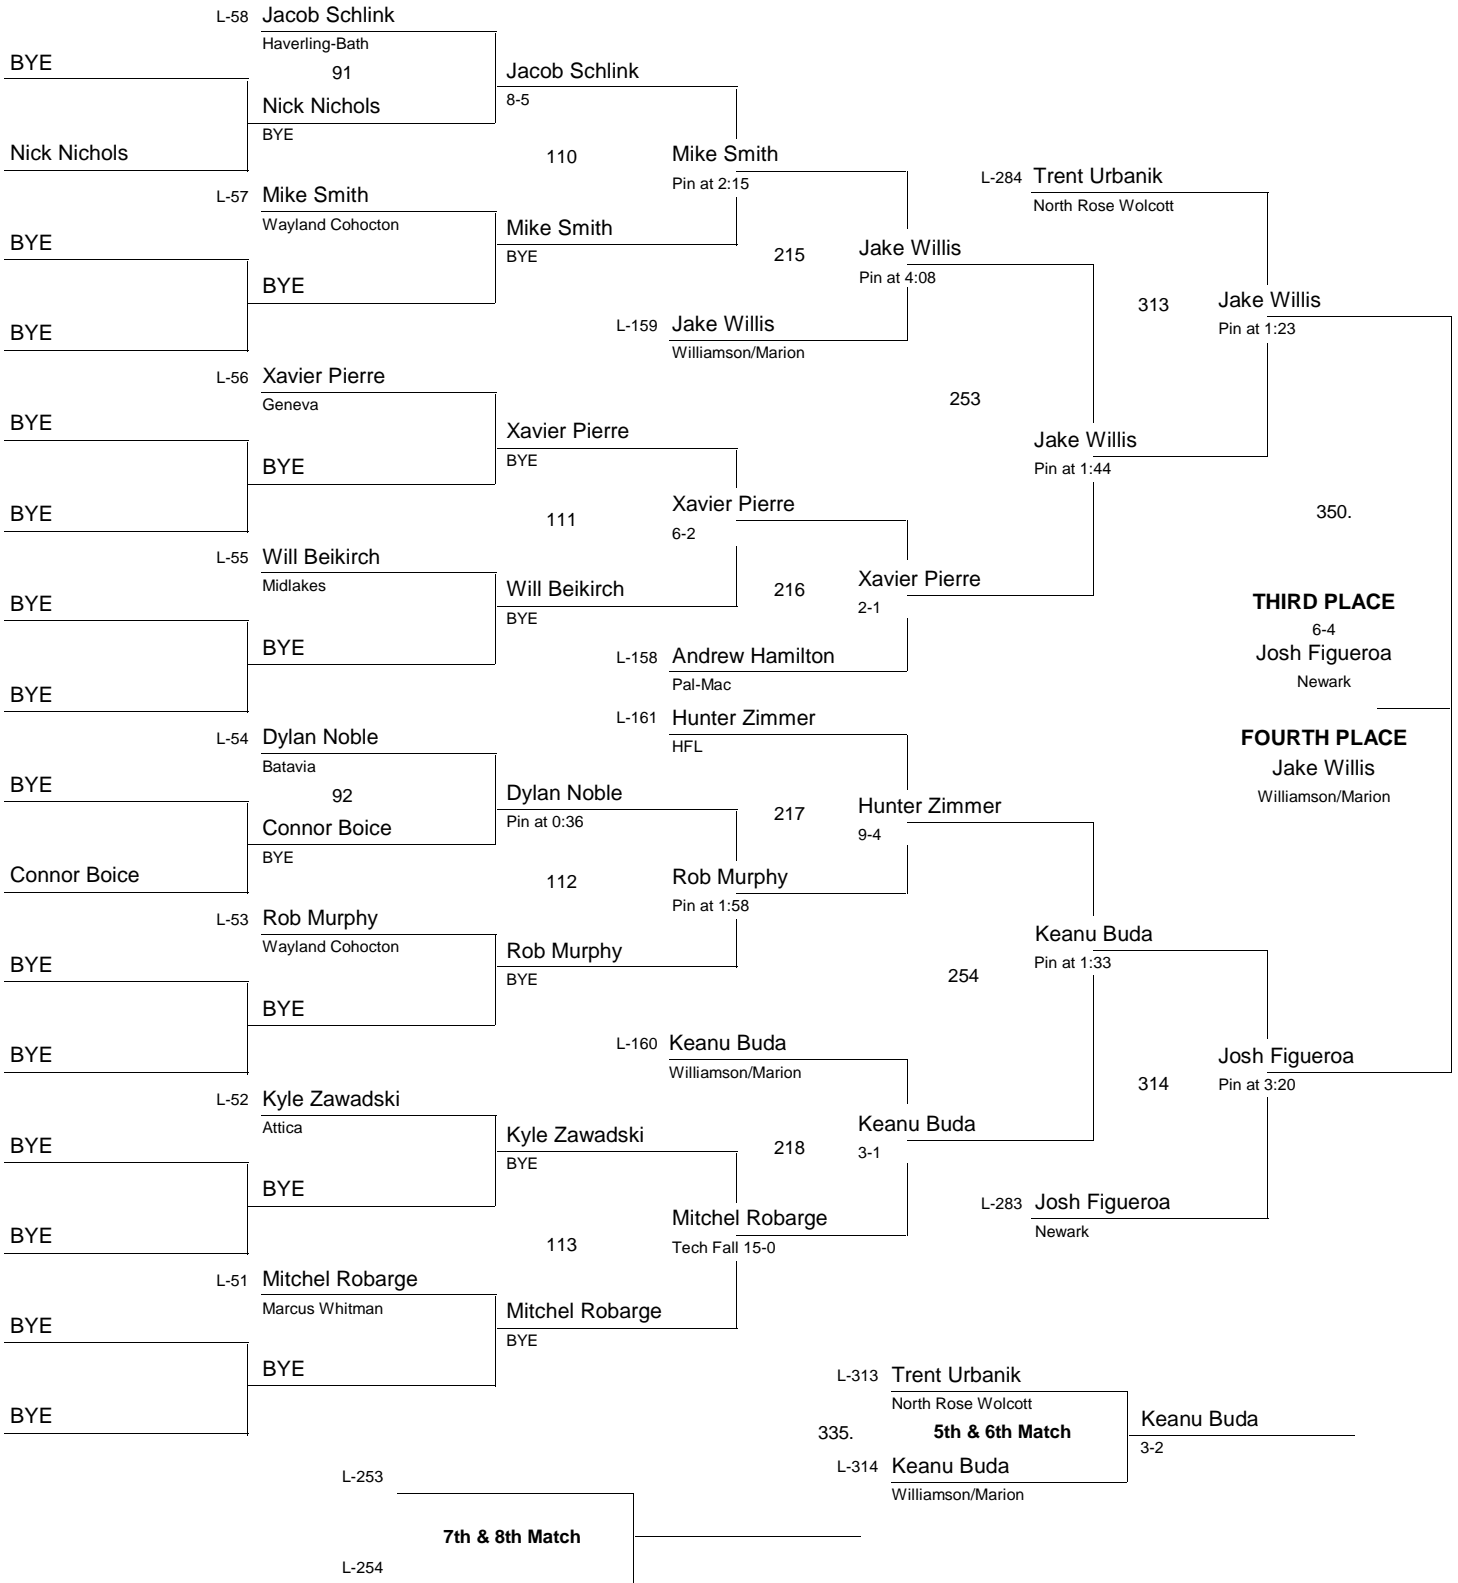 L-58 Jacob Schlink
Haverling-Bath
BYE
91
Jacob Schlink
8-5
Nick Nichols
BYE
Nick Nichols
110
Mike Smith
Pin at 2:15
L-57 Mike Smith
Wayland Cohocton
BYE
Mike Smith
BYE
BYE
BYE
215
Jake Willis
Pin at 4:08
L-159 Jake Willis
Williamson/Marion
L-284 Trent Urbanik
North Rose Wolcott
313
Jake Willis
Pin at 1:23
L-56 Xavier Pierre
Geneva
BYE
Xavier Pierre
BYE
BYE
BYE
111
Xavier Pierre
6-2
253
Jake Willis
Pin at 1:44
350.
L-55 Will Beikirch
Midlakes
BYE
Will Beikirch
BYE
BYE
BYE
216
Xavier Pierre
2-1
L-158 Andrew Hamilton
Pal-Mac
THIRD PLACE
6-4
Josh Figueroa
Newark
FOURTH PLACE
Jake Willis
Williamson/Marion
L-161 Hunter Zimmer
HFL
L-54 Dylan Noble
Batavia
BYE
92
Dylan Noble
Pin at 0:36
Connor Boice
BYE
Connor Boice
217
Hunter Zimmer
9-4
112
Rob Murphy
Pin at 1:58
L-53 Rob Murphy
Wayland Cohocton
BYE
Rob Murphy
BYE
BYE
BYE
254
Keanu Buda
Pin at 1:33
L-160 Keanu Buda
Williamson/Marion
314
Josh Figueroa
Pin at 3:20
L-52 Kyle Zawadski
Attica
BYE
Kyle Zawadski
BYE
BYE
BYE
218
Keanu Buda
3-1
113
Mitchel Robarge
Tech Fall 15-0
L-283 Josh Figueroa
Newark
L-51 Mitchel Robarge
Marcus Whitman
BYE
Mitchel Robarge
BYE
BYE
BYE
L-313 Trent Urbanik
North Rose Wolcott
335.
5th & 6th Match
Keanu Buda
3-2
L-314 Keanu Buda
Williamson/Marion
L-253
7th & 8th Match
L-254